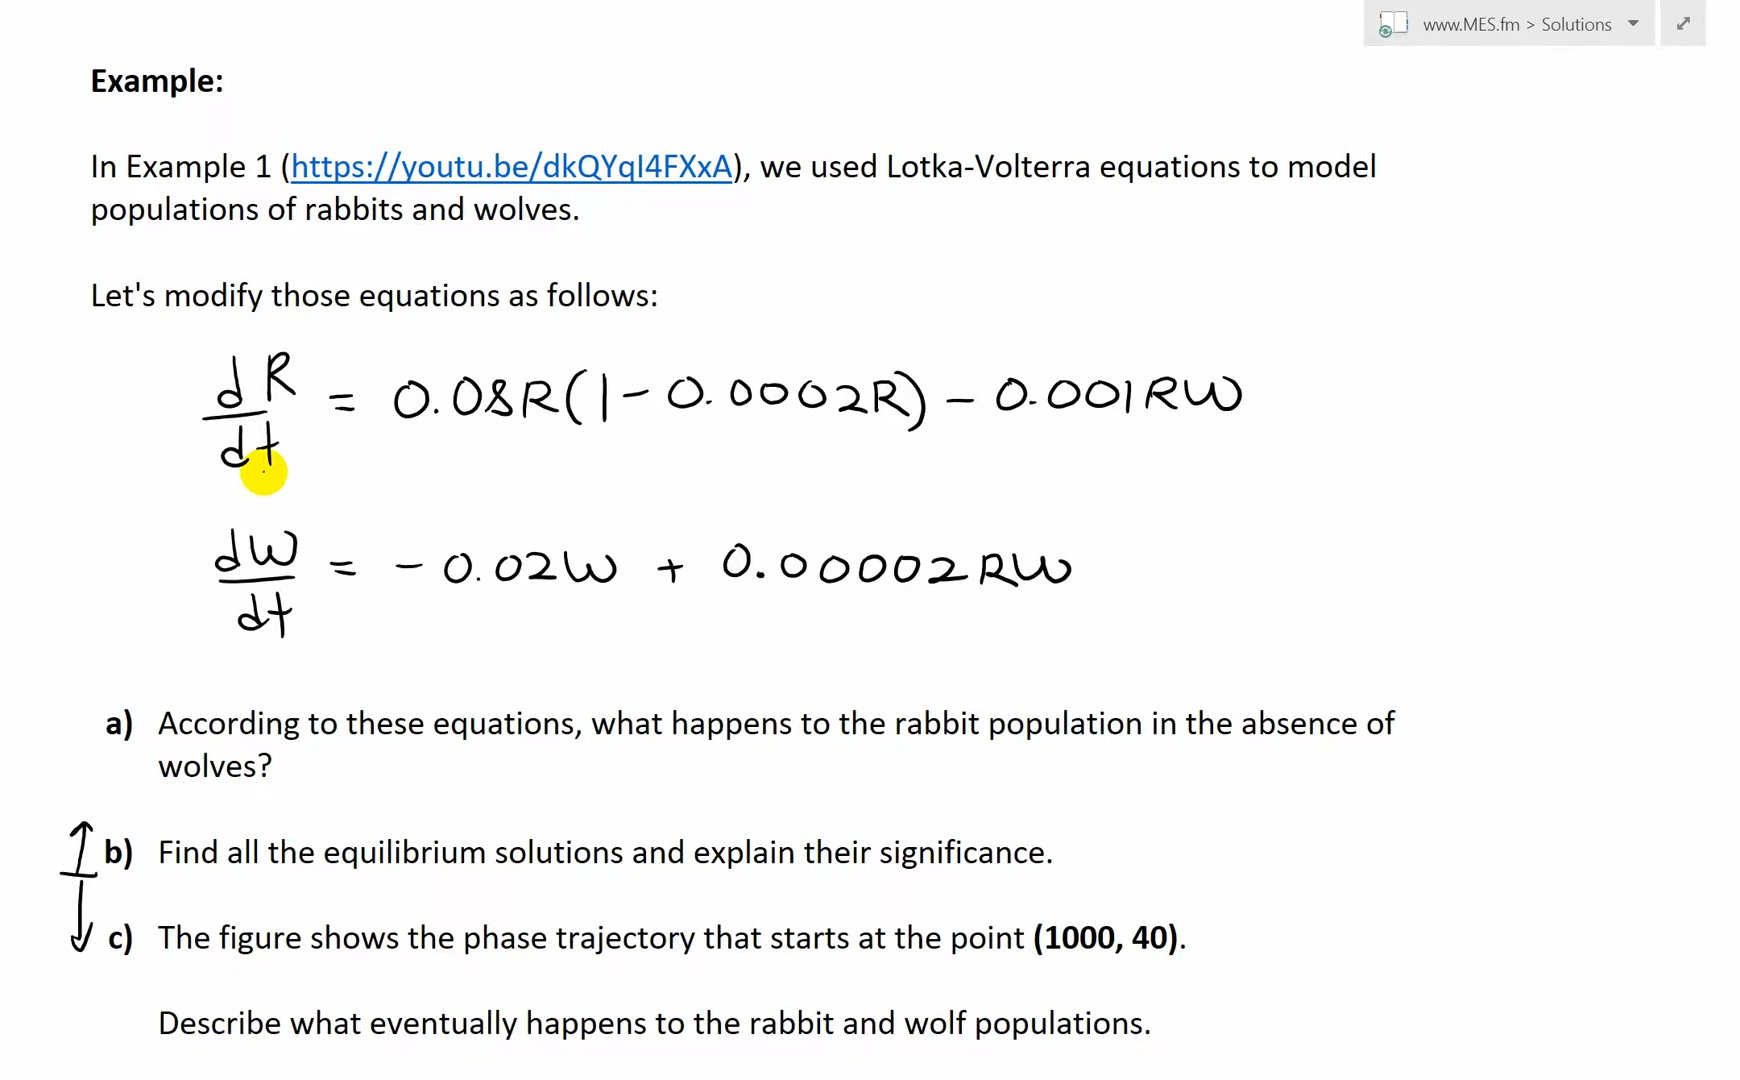 www.MES.fm > Solutions
Example:
In Example 1 (https://youtu.be/dkQYqI4FXxA), we used Lotka-Volterra equations to model
populations of rabbits and wolves.
Let's modify those equations as follows:
dR/dt = 0.08R(1 - 0.0002R) - 0.001RW
dW/dt = -0.02W + 0.00002RW
a) According to these equations, what happens to the rabbit population in the absence of
wolves?
b) Find all the equilibrium solutions and explain their significance.
c) The figure shows the phase trajectory that starts at the point (1000, 40).
Describe what eventually happens to the rabbit and wolf populations.